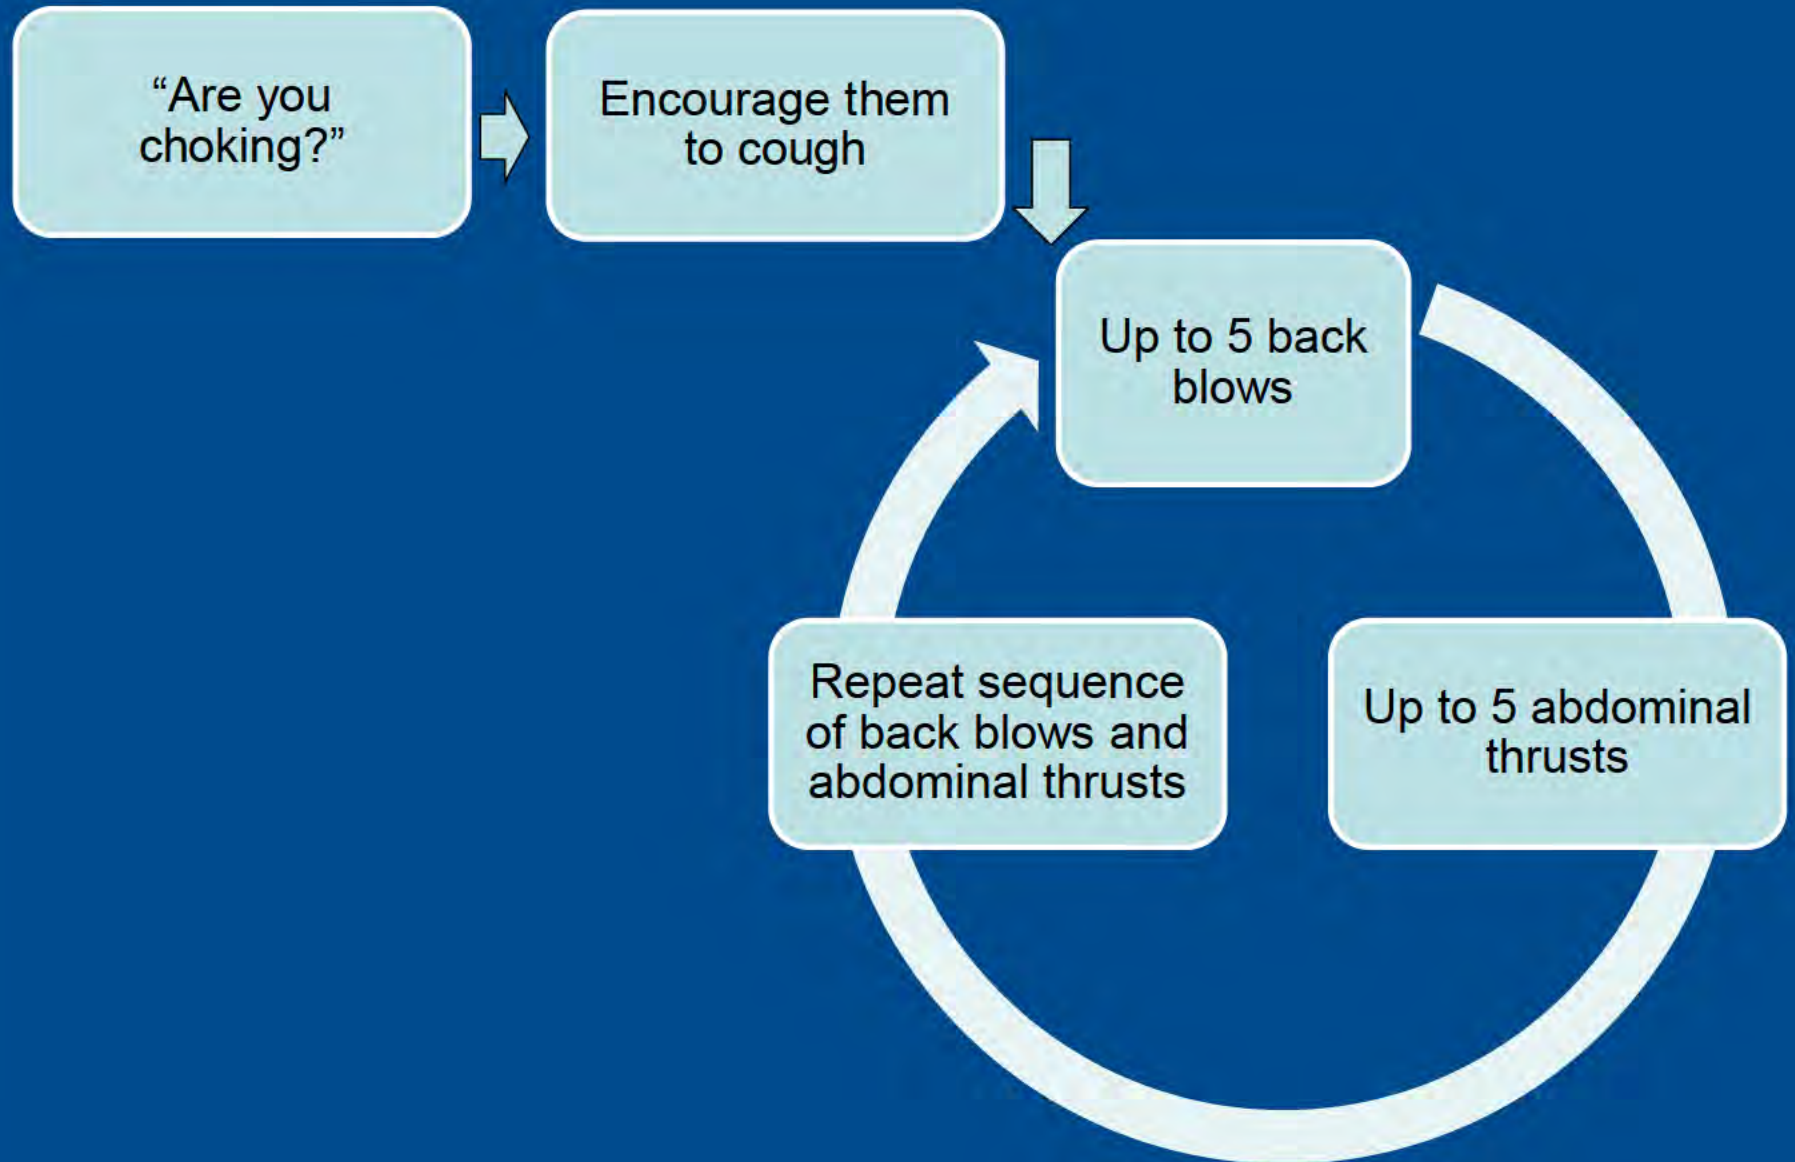 “Are you
choking?”
Encourage them
to cough
Up to 5 back
blows
Up to 5 abdominal
thrusts
Repeat sequence
of back blows and
abdominal thrusts